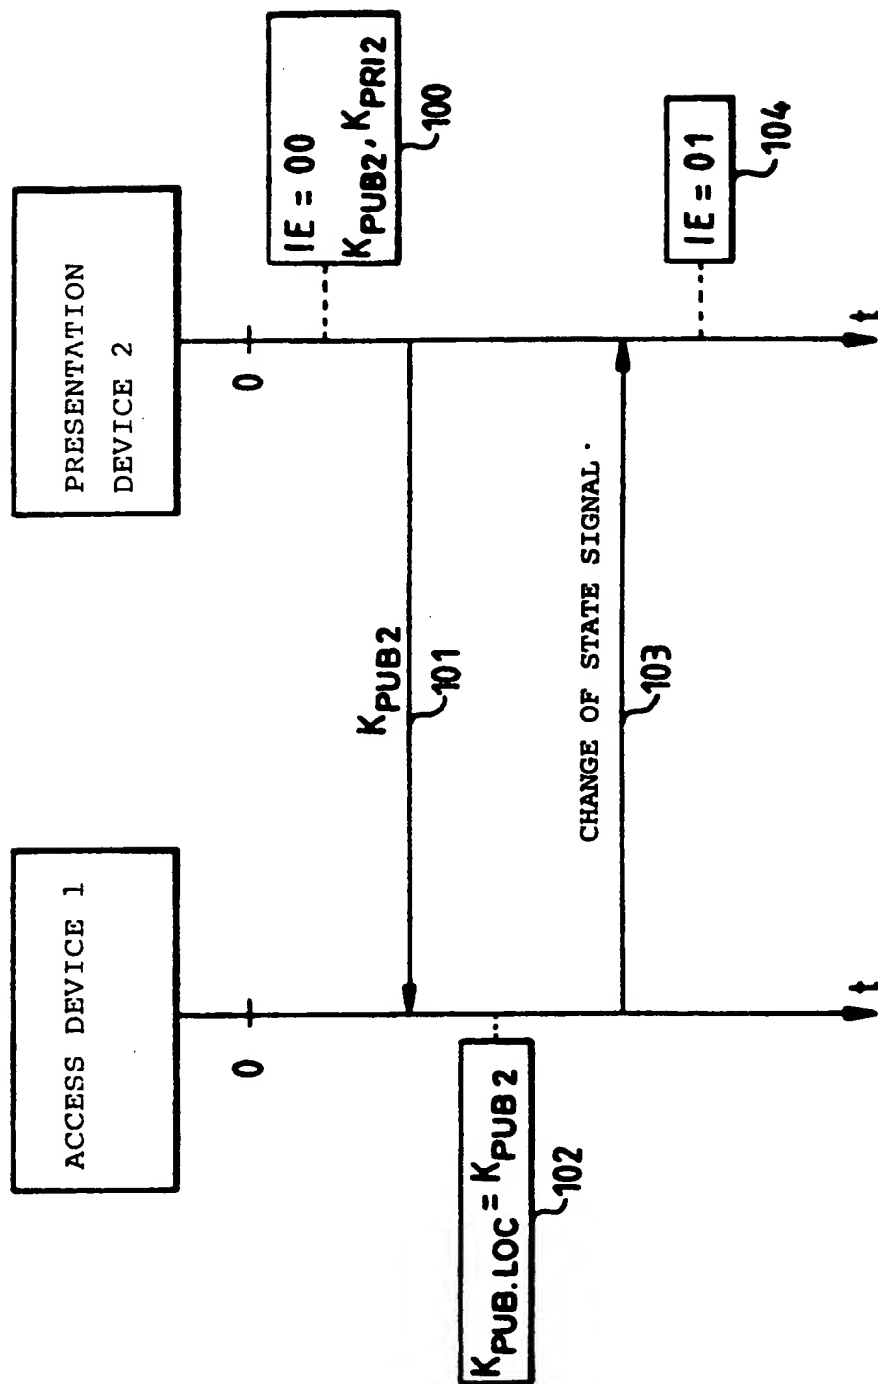 ACCESS DEVICE 1
PRESENTATION
DEVICE 2
0
0
IE = 00
KPUB2, KPRI2
100
KPUB2
101
KPUB.LOC = KPUB2
102
CHANGE OF STATE SIGNAL
103
IE = 01
104
t
t